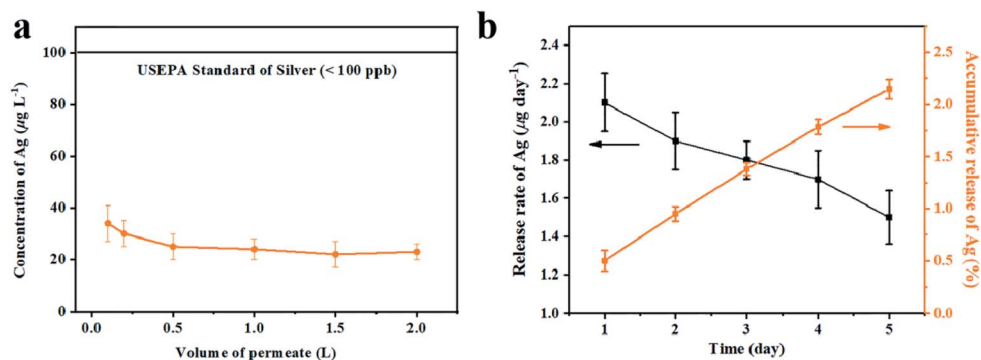 a
Concentration of Ag (µg L⁻¹)
100
80
60
40
20
0
USEPA Standard of Silver (< 100 ppb)
0.0 0.5 1.0 1.5 2.0
Volume of permeate (L)
b
Release rate of Ag (µg day⁻¹)
2.4
2.2
2.0
1.8
1.6
1.4
1.2
1.0
1 2 3 4 5
Time (day)
2.5
2.0
1.5
1.0
0.5
0.0
Accumulative release of Ag (%)